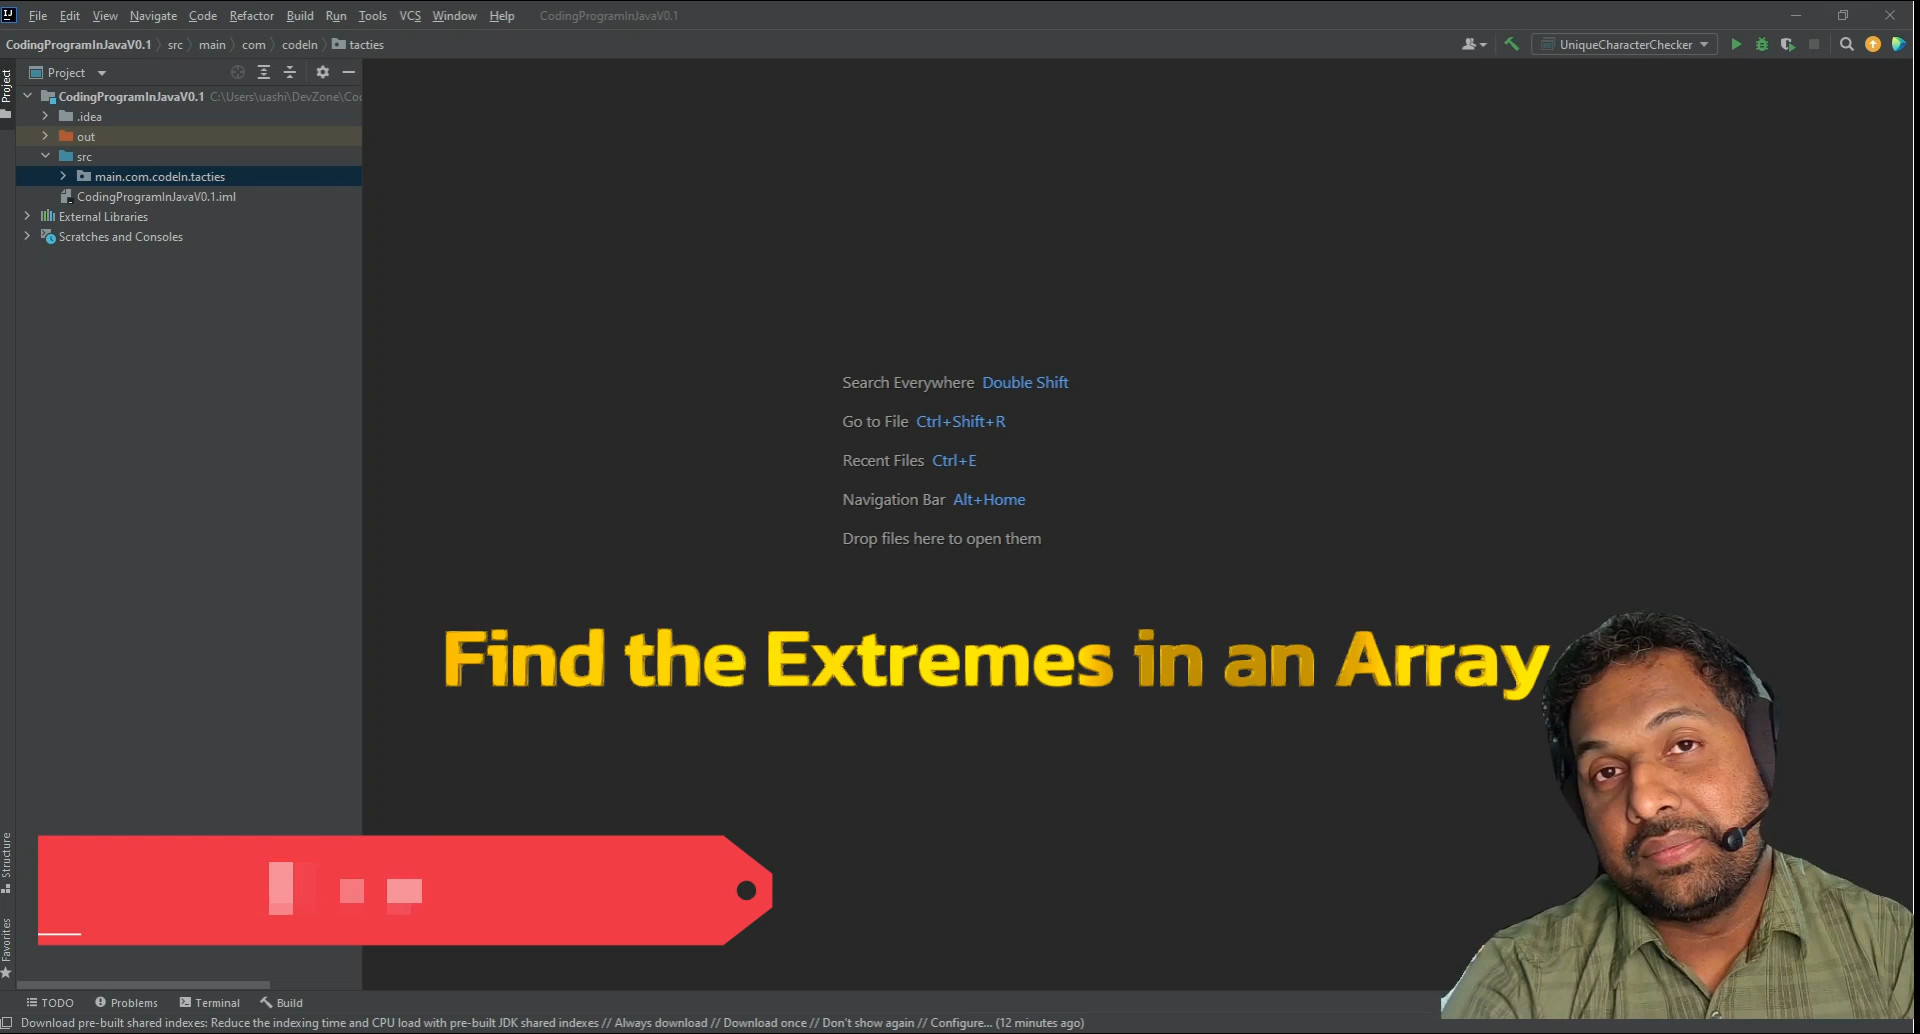 File Edit View Navigate Code Refactor Build Run Tools VCS Window Help CodingProgramInJavaV0.1
CodingProgramInJavaV0.1 src main com codeIn tacties UniqueCharacterChecker
Project
Project
CodingProgramInJavaV0.1 C:\Users\uashi\DevZone\Coc
.idea
out
src
main.com.codeIn.tacties
CodingProgramInJavaV0.1.iml
External Libraries
Scratches and Consoles
Search Everywhere Double Shift
Go to File Ctrl+Shift+R
Recent Files Ctrl+E
Navigation Bar Alt+Home
Drop files here to open them
Find the Extremes in an Array
Structure
Favorites
TODO Problems Terminal Build
Download pre-built shared indexes: Reduce the indexing time and CPU load with pre-built JDK shared indexes // Always download // Download once // Don't show again // Configure... (12 minutes ago)